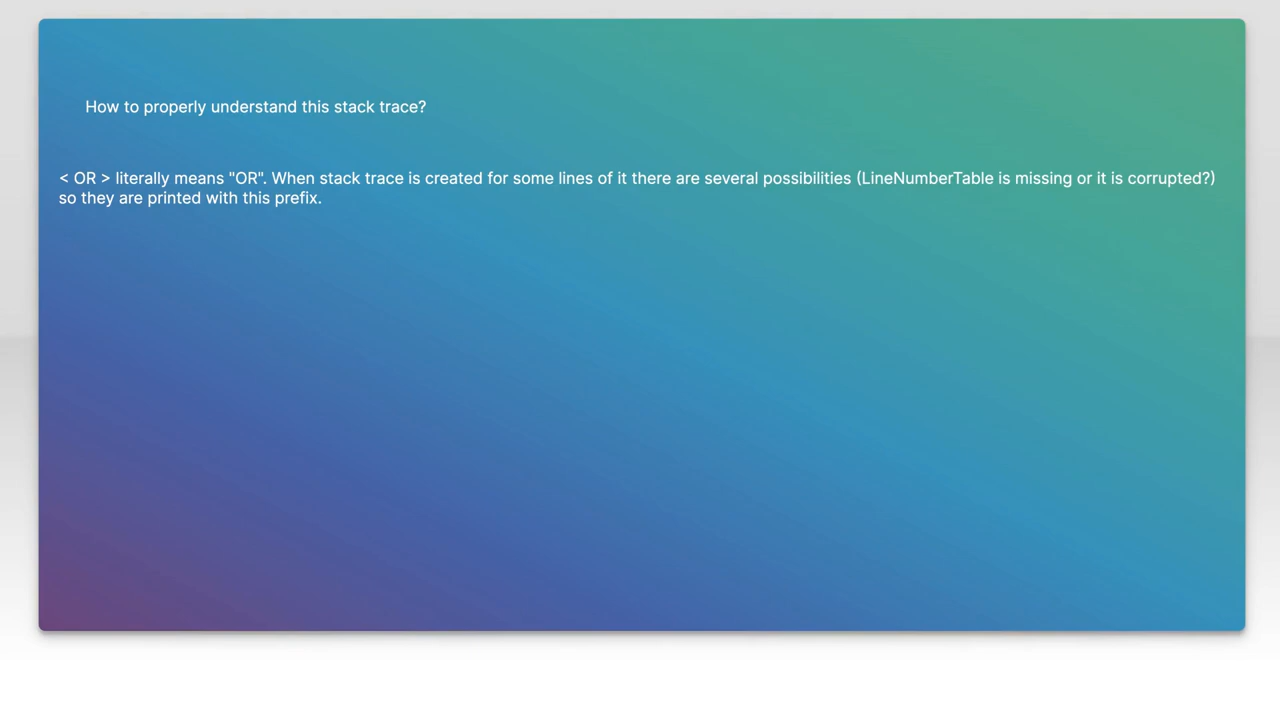 How to properly understand this stack trace?
< OR > literally means "OR". When stack trace is created for some lines of it there are several possibilities (LineNumberTable is missing or it is corrupted?)
so they are printed with this prefix.